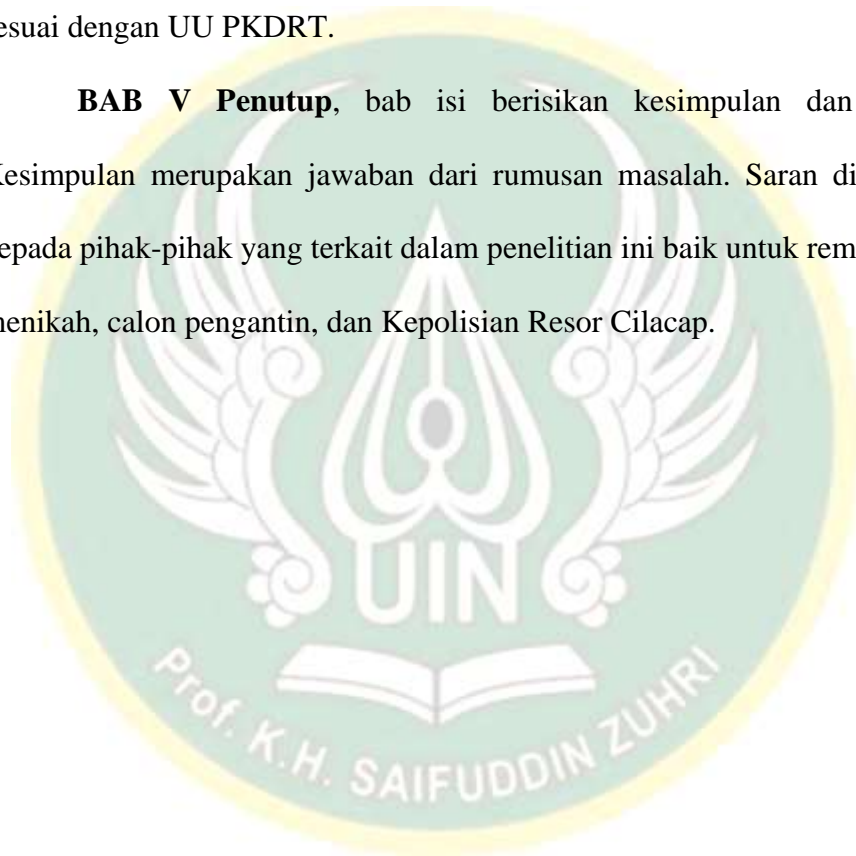 esuai dengan UU PKDRT.
BAB V Penutup, bab isi berisikan kesimpulan dan
Kesimpulan merupakan jawaban dari rumusan masalah. Saran di
epada pihak-pihak yang terkait dalam penelitian ini baik untuk rem
menikah, calon pengantin, dan Kepolisian Resor Cilacap.
UIN
Prof. K.H. SAIFUDDIN ZUHRI